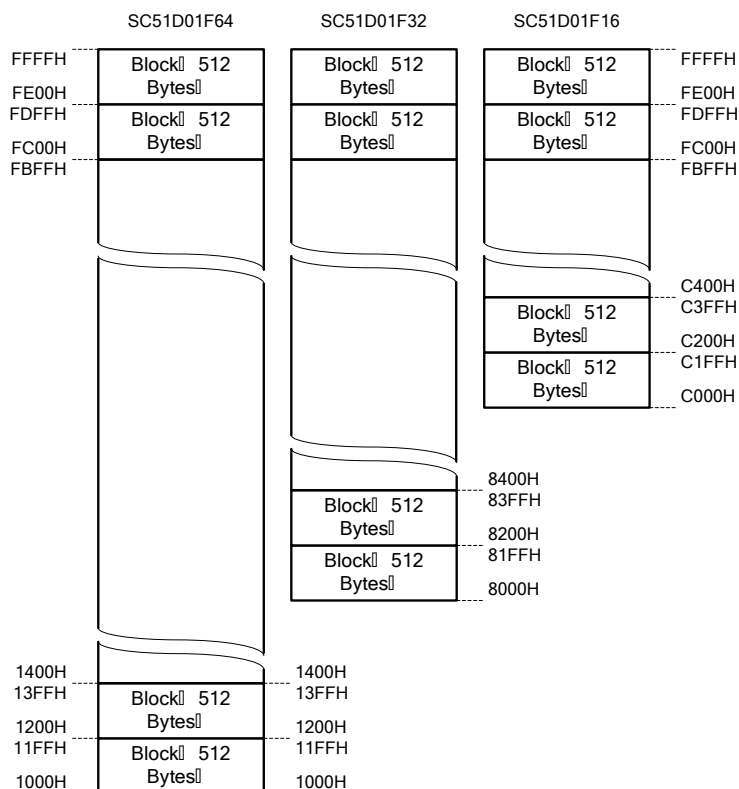 SC51D01F64 SC51D01F32 SC51D01F16
FFFFH FFFFH
Block 512 Block 512 Block 512
Bytes Bytes Bytes
FE00H FE00H
FDFFH FDFFH
Block 512 Block 512 Block 512
Bytes Bytes Bytes
FC00H FC00H
FBFFH FBFFH
C400H
C3FFH
Block 512
Bytes
C200H
C1FFH
Block 512
Bytes
C000H
8400H
83FFH
Block 512
Bytes
8200H
81FFH
Block 512
Bytes
8000H
1400H 1400H
13FFH 13FFH
Block 512
Bytes
1200H 1200H
11FFH 11FFH
Block 512
Bytes
1000H 1000H